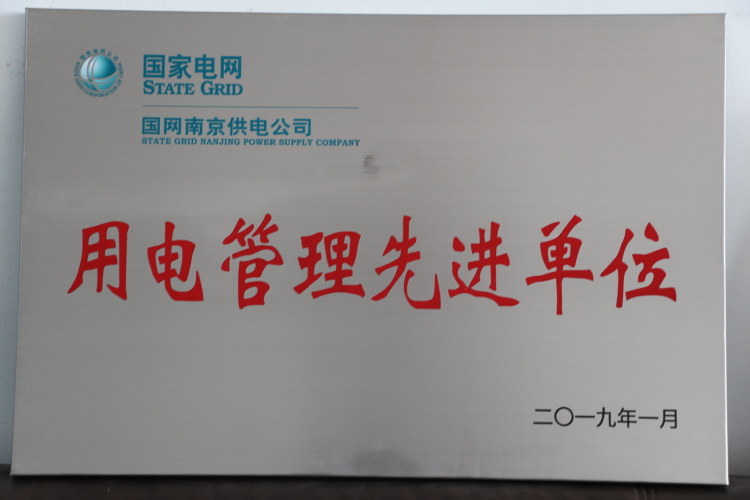 国家电网
STATE GRID
国网南京供电公司
STATE GRID NANJING POWER SUPPLY COMPANY
用电管理先进单位
二〇一九年一月